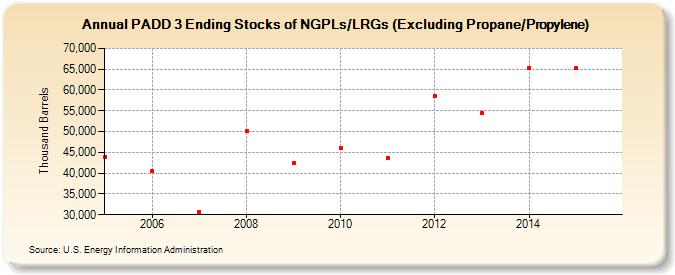 Annual PADD 3 Ending Stocks of NGPLs/LRGs (Excluding Propane/Propylene)
Thousand Barrels
70,000
65,000
60,000
55,000
50,000
45,000
40,000
35,000
30,000
2006 2008 2010 2012 2014
Source: U.S. Energy Information Administration